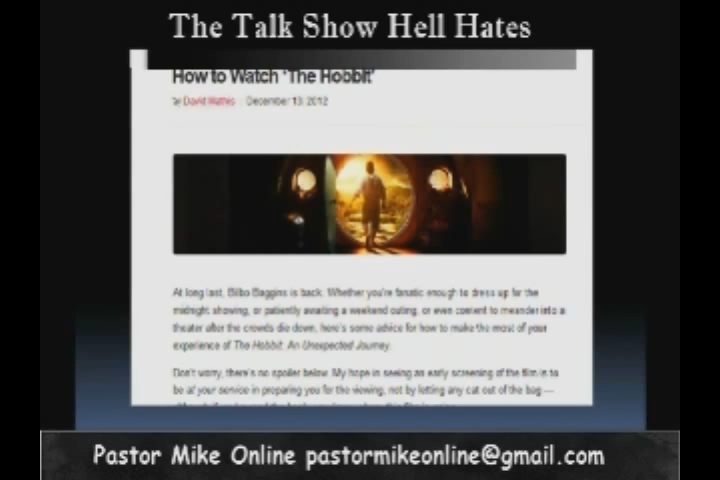 The Talk Show Hell Hates
How to Watch 'The Hobbit'
by David Mathis | December 13, 2012
At long last, Bilbo Baggins is back. Whether you're fanatic enough to dress up for the
midnight showing, or patiently awaiting a weekend outing, or even content to meander into a
theater after the crowds die down, here's some advice for how to make the most of your
experience of The Hobbit: An Unexpected Journey.
Don't worry, there's no spoiler below. My hope in seeing an early screening of the film is to
be at your service in preparing you for the viewing, not by letting any cat out of the bag —
Pastor Mike Online pastormikeonline@gmail.com